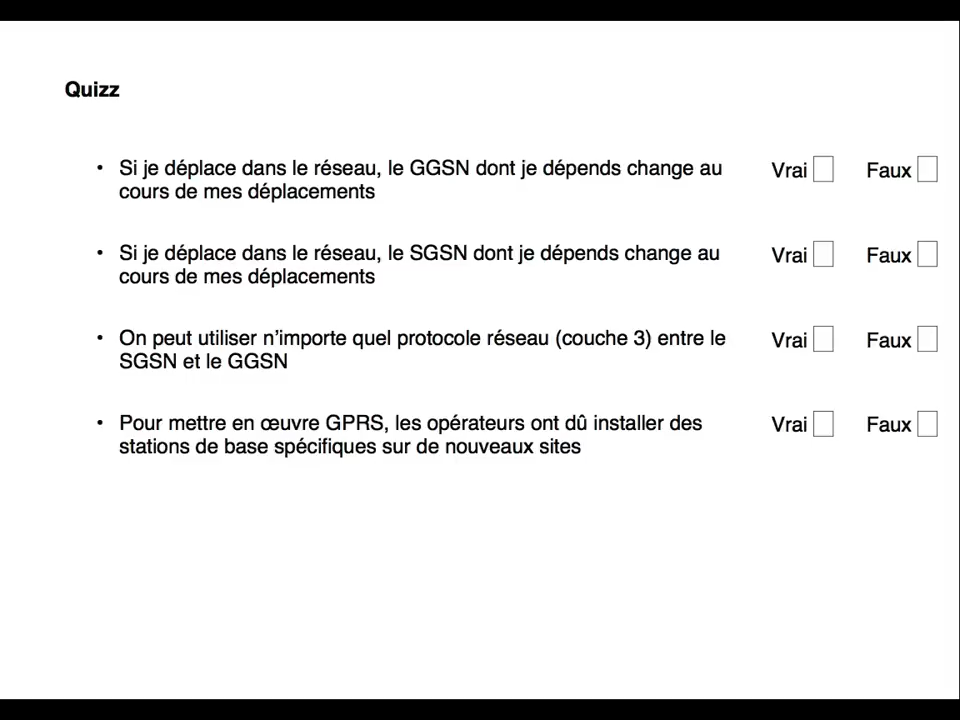 Quizz
• Si je déplace dans le réseau, le GGSN dont je dépends change au Vrai Faux
cours de mes déplacements
• Si je déplace dans le réseau, le SGSN dont je dépends change au Vrai Faux
cours de mes déplacements
• On peut utiliser n’importe quel protocole réseau (couche 3) entre le Vrai Faux
SGSN et le GGSN
• Pour mettre en œuvre GPRS, les opérateurs ont dû installer des Vrai Faux
stations de base spécifiques sur de nouveaux sites